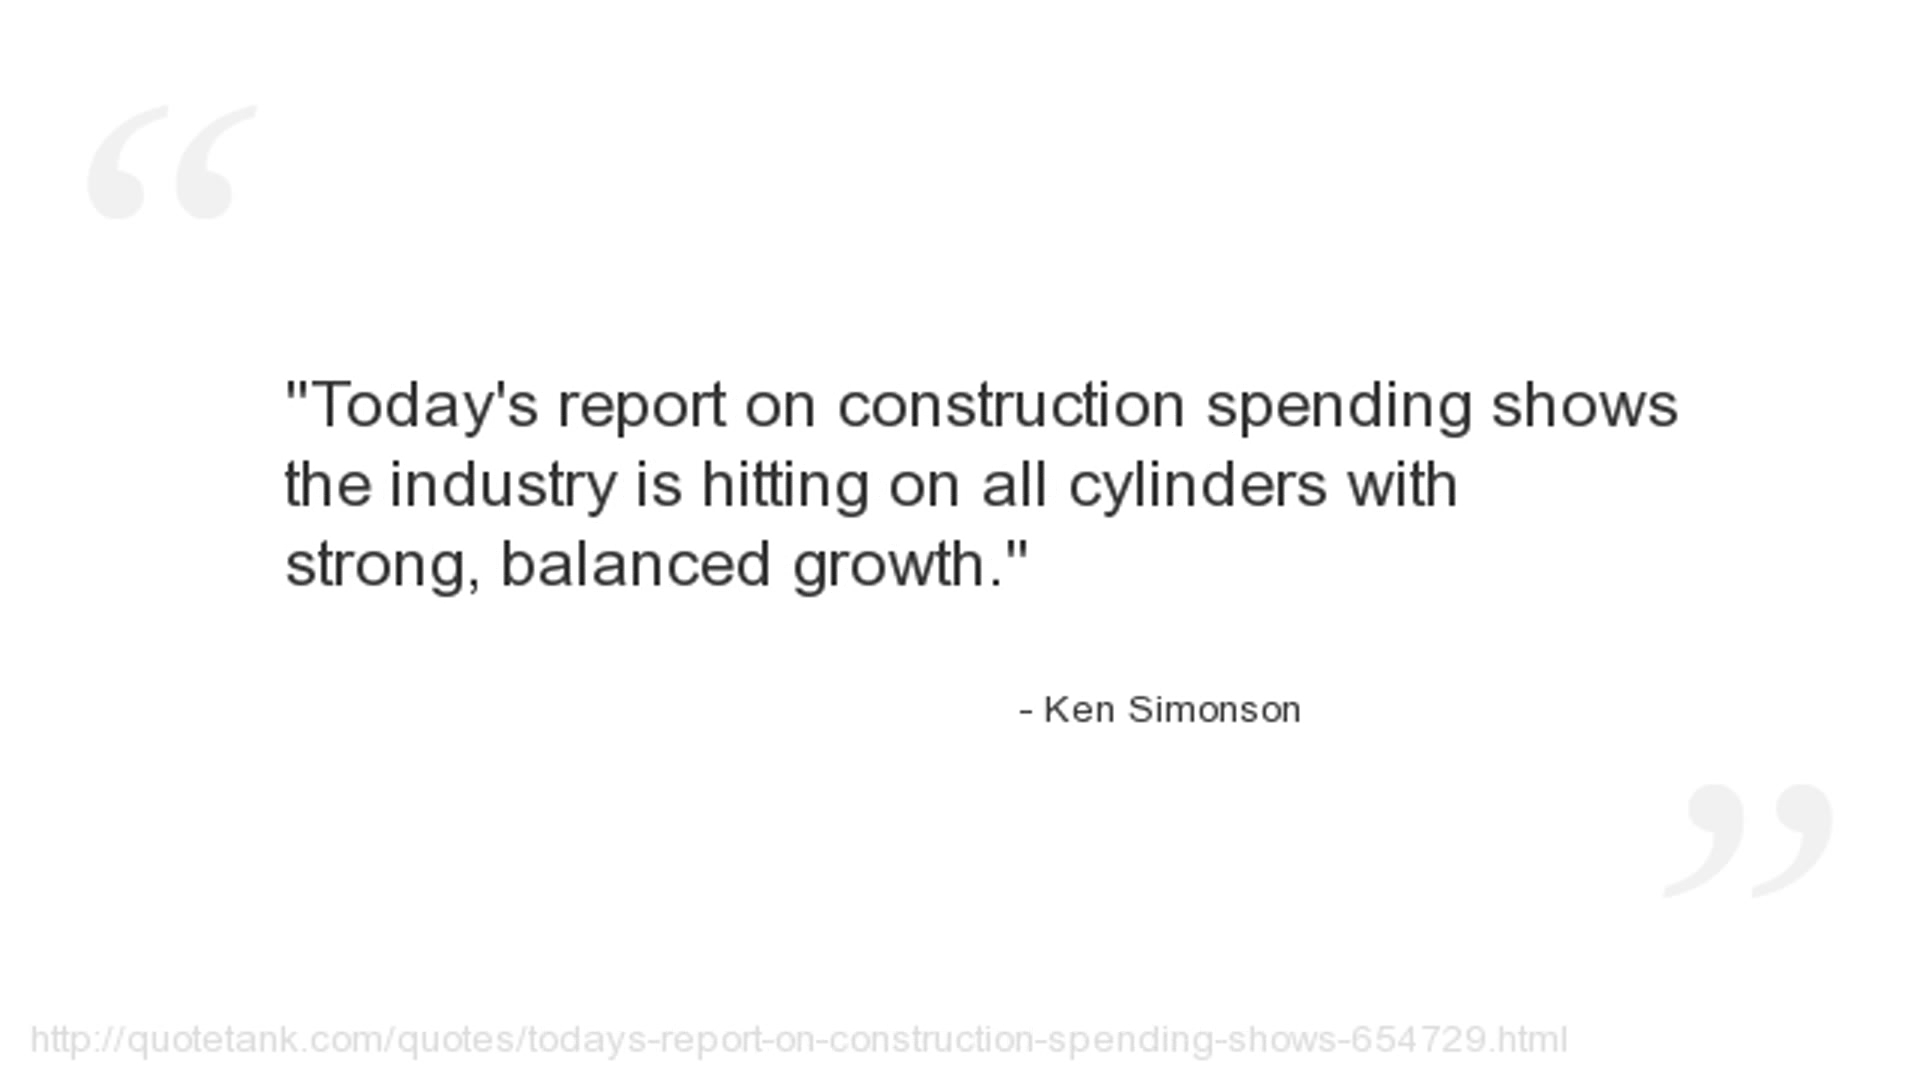 "Today's report on construction spending shows
the industry is hitting on all cylinders with
strong, balanced growth."
- Ken Simonson
http://quotetank.com/quotes/todays-report-on-construction-spending-shows-654729.html